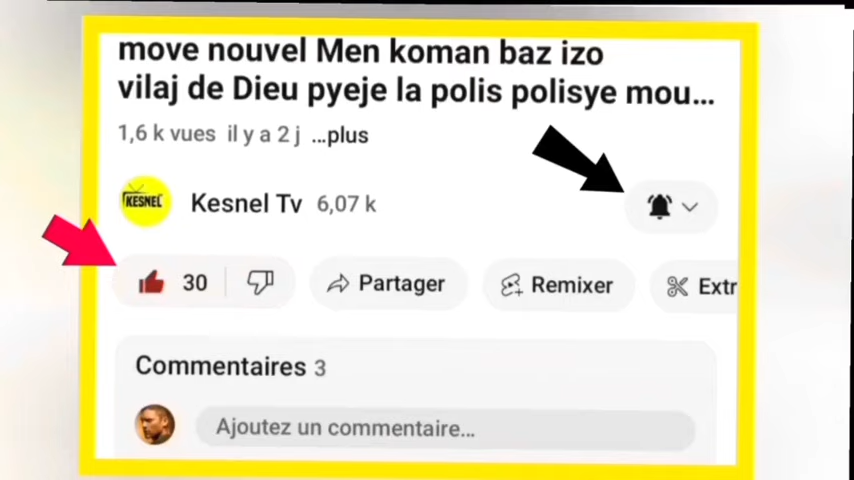 move nouvel Men koman baz izo
vilaj de Dieu pyeje la polis polisye mou...
1,6 k vues il y a 2 j ...plus
KESNEL
Kesnel Tv 6,07 k
30 Partager Remixer Extr
Commentaires 3
Ajoutez un commentaire...